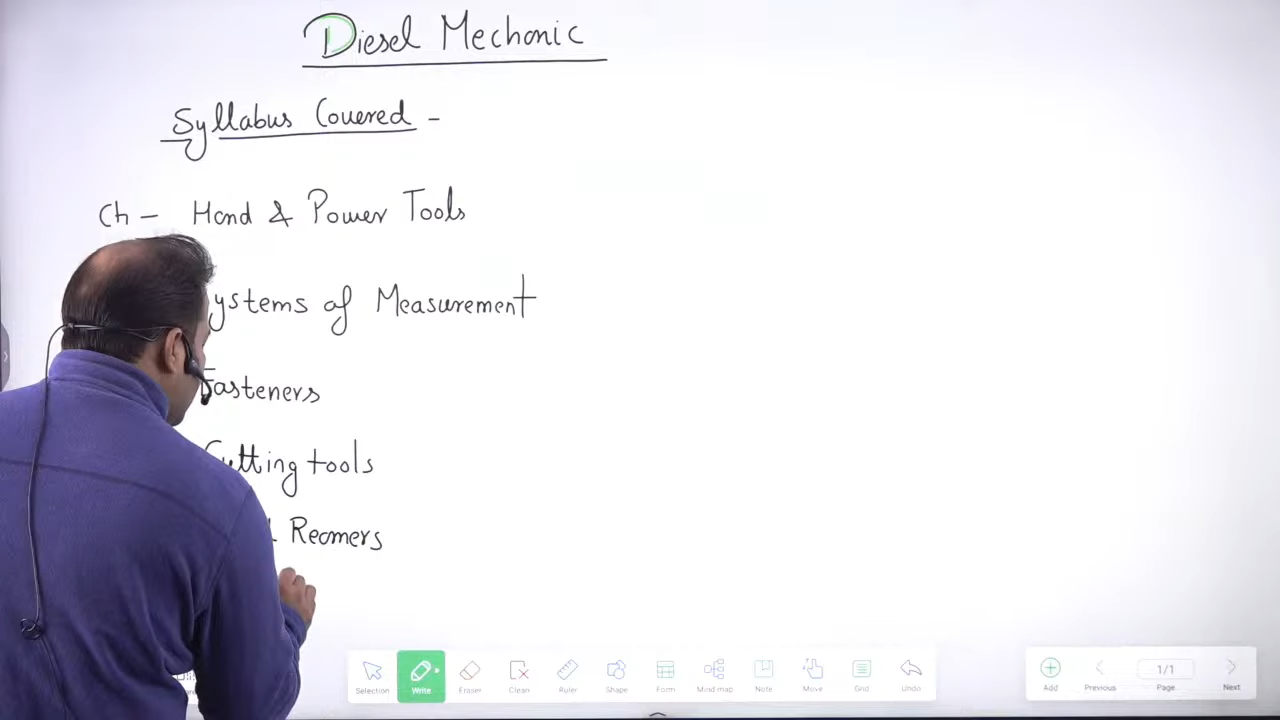 Diesel Mechanic
Syllabus Covered -
Ch - Hand & Power Tools
ystems of Measurement
Fasteners
Cutting tools
Reamers
Selection
Write
Eraser
Clean
Ruler
Shape
Form
Mind map
Note
Move
Grid
Undo
Add
Previous
1/1
Page
Next